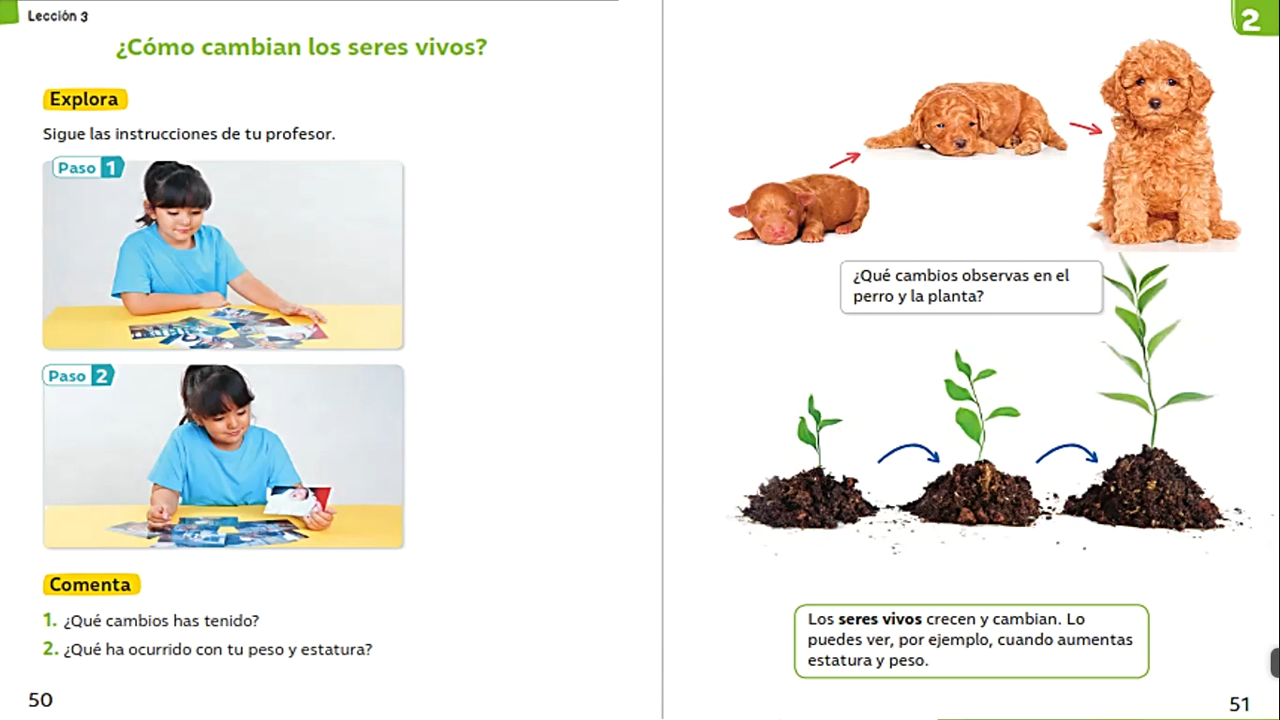 Lección 3
¿Cómo cambian los seres vivos?
Explora
Sigue las instrucciones de tu profesor.
Paso 1
Paso 2
Comenta
1. ¿Qué cambios has tenido?
2. ¿Qué ha ocurrido con tu peso y estatura?
50
2
¿Qué cambios observas en el
perro y la planta?
Los seres vivos crecen y cambian. Lo
puedes ver, por ejemplo, cuando aumentas
estatura y peso.
51